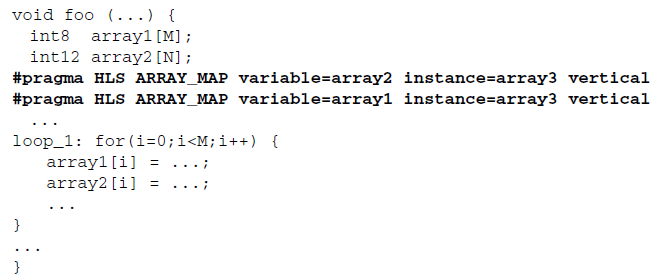 void foo (...) {
int8 array1[M];
int12 array2[N];
#pragma HLS ARRAY_MAP variable=array2 instance=array3 vertical
#pragma HLS ARRAY_MAP variable=array1 instance=array3 vertical
...
loop_1: for(i=0;i<M;i++) {
array1[i] = ...;
array2[i] = ...;
...
}
...
}